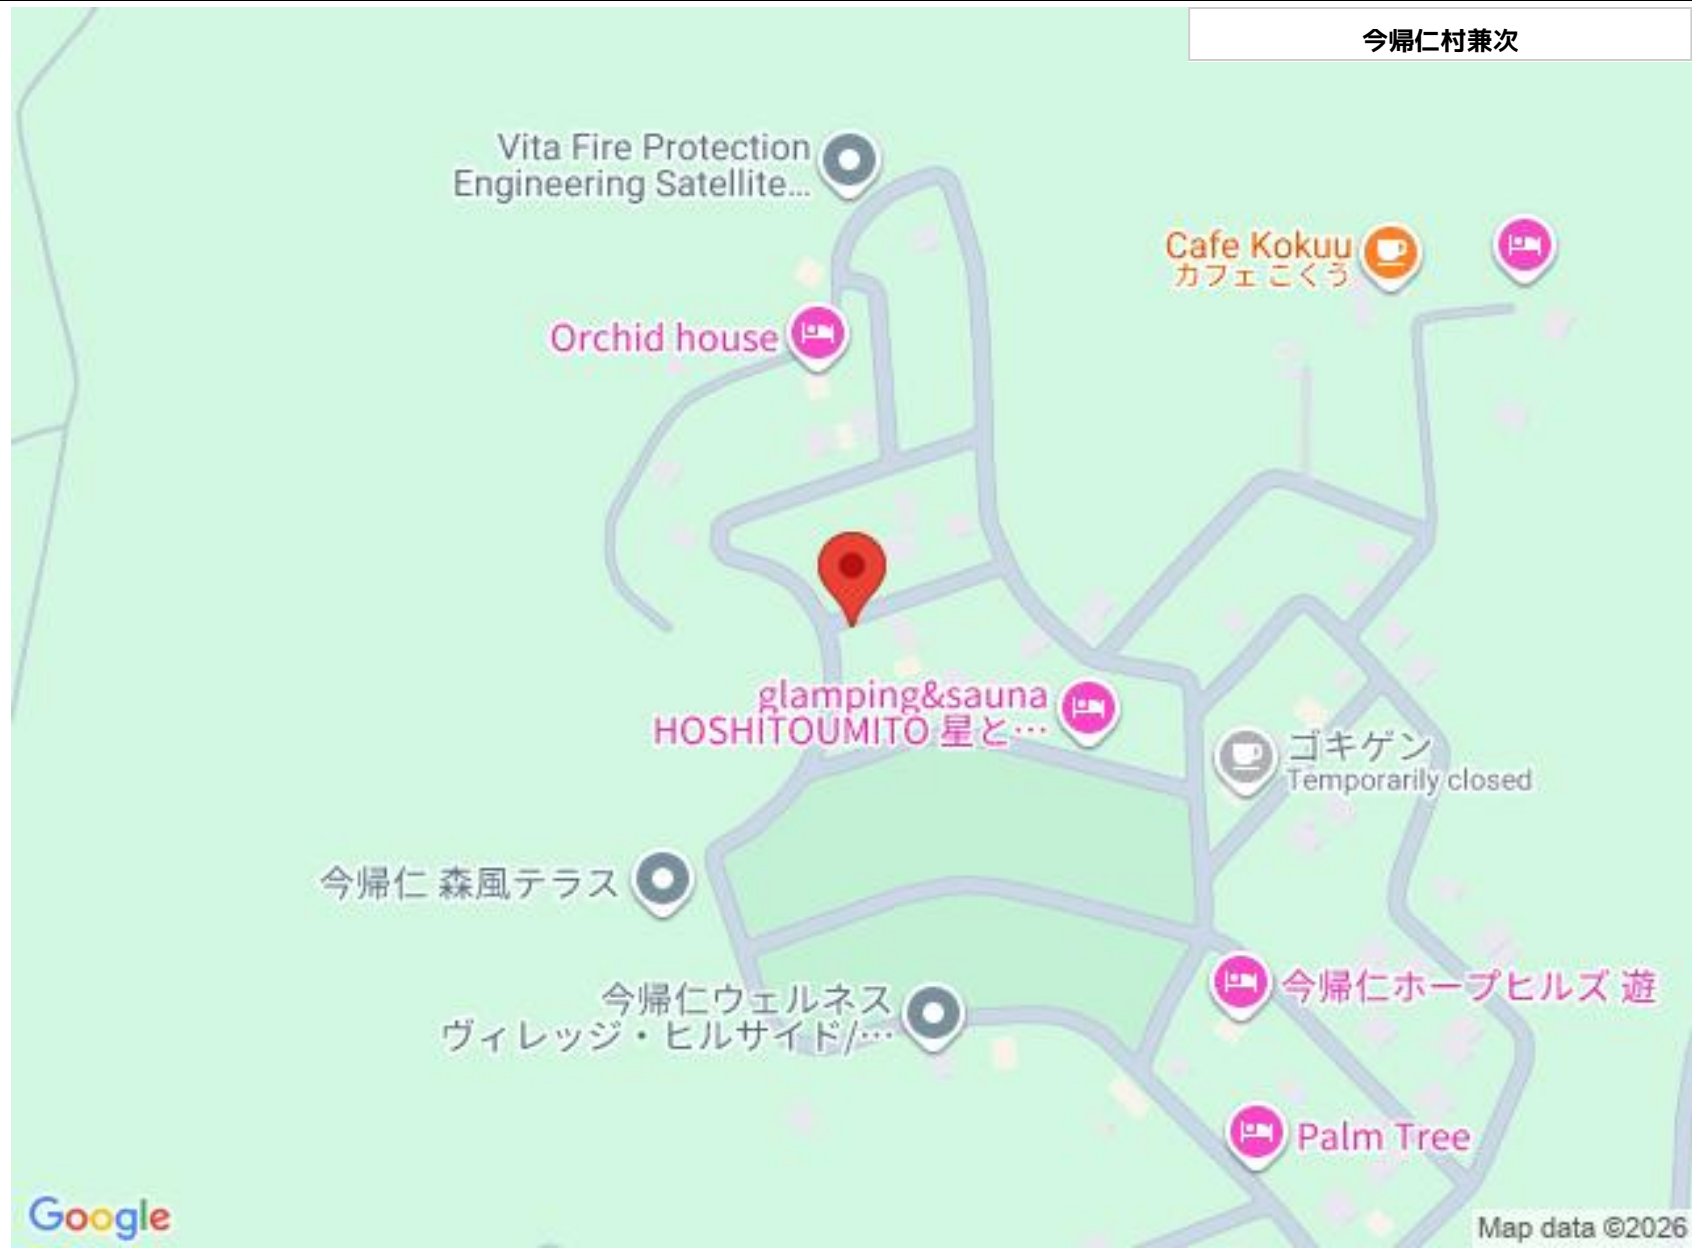 今帰仁村兼次
Vita Fire Protection
Engineering Satellite...
Cafe Kokuu
カフェ こくう
Orchid house
glamping&sauna
HOSHITOUMITO 星と…
ゴキゲン
Temporarily closed
今帰仁 森風テラス
今帰仁ウェルネス
ヴィレッジ・ヒルサイド/…
今帰仁ホープヒルズ 遊
Palm Tree
Google
Map data ©2026